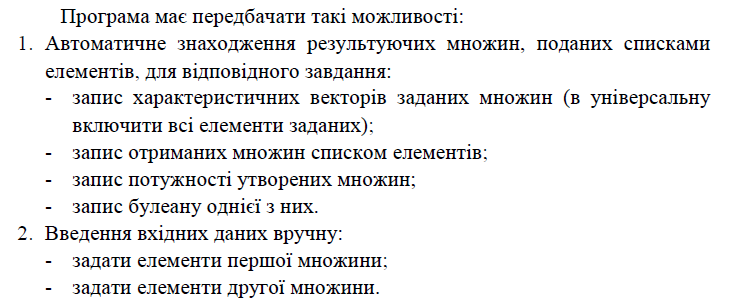 Програма має передбачати такі можливості:
1. Автоматичне знаходження результуючих множин, поданих списками
елементів, для відповідного завдання:
- запис характеристичних векторів заданих множин (в універсальну
включити всі елементи заданих);
- запис отриманих множин списком елементів;
- запис потужності утворених множин;
- запис булеану однієї з них.
2. Введення вхідних даних вручну:
- задати елементи першої множини;
- задати елементи другої множини.